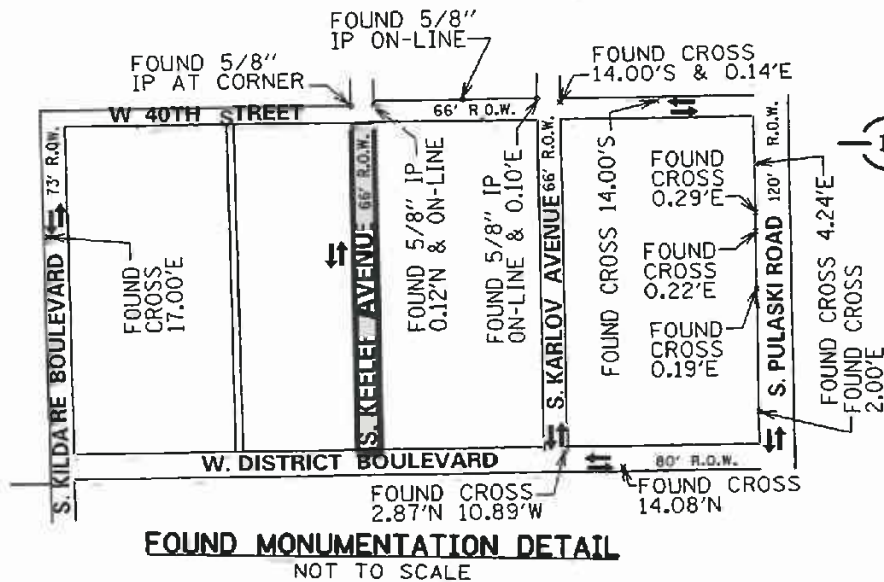 FOUND 5/8"
IP ON-LINE
FOUND 5/8"
IP AT CORNER
FOUND CROSS
14.00'S & 0.14'E
W 40TH STREET
66' R.O.W.
73' R.O.W.
S. KILDARE BOULEVARD
FOUND
CROSS
17.00'E
66' R.O.W.
S. KEELER AVENUE
FOUND 5/8" IP
0.12'N & ON-LINE
FOUND 5/8" IP
ON-LINE & 0.10'E
66' R.O.W.
S. KARLOV AVENUE
FOUND CROSS 14.00'S
FOUND
CROSS
0.29'E
FOUND
CROSS
0.22'E
FOUND
CROSS
0.19'E
120' R.O.W.
S. PULASKI ROAD
FOUND CROSS 4.24'E
FOUND CROSS
2.00'E
1
W. DISTRICT BOULEVARD
80' R.O.W.
FOUND CROSS
2.87'N 10.89'W
FOUND CROSS
14.08'N
FOUND MONUMENTATION DETAIL
NOT TO SCALE